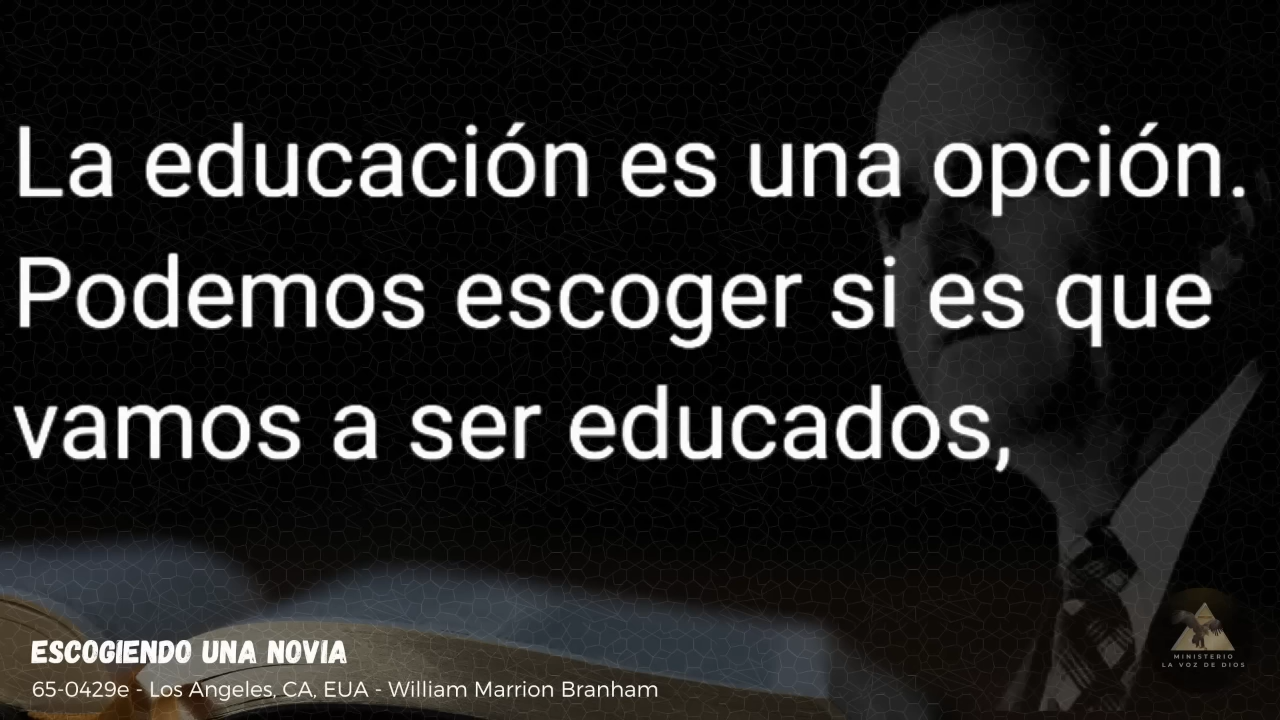 La educación es una opción.
Podemos escoger si es que
vamos a ser educados,
ESCOGIENDO UNA NOVIA
65-0429e - Los Angeles, CA, EUA - William Marrion Branham
MINISTERIO
LA VOZ DE DIOS